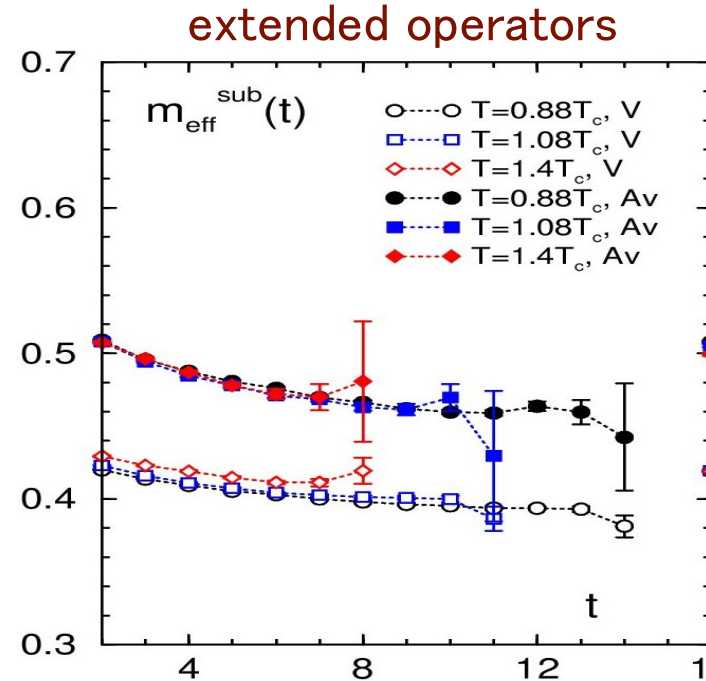 extended operators
0.7
0.6
0.5
0.4
0.3
m_eff^sub(t)
T=0.88T_c, V
T=1.08T_c, V
T=1.4T_c, V
T=0.88T_c, Av
T=1.08T_c, Av
T=1.4T_c, Av
t
4 8 12 1